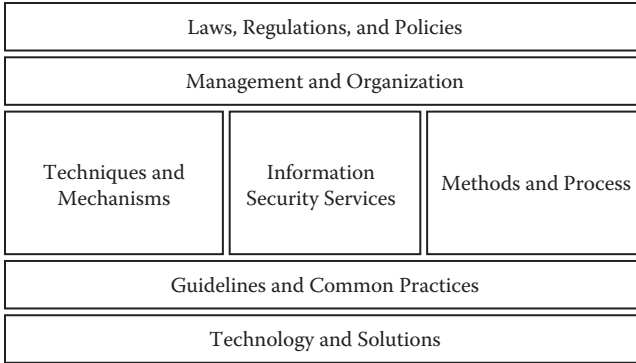 Laws, Regulations, and Policies
Management and Organization
Techniques and
Mechanisms
Information
Security Services
Methods and Process
Guidelines and Common Practices
Technology and Solutions